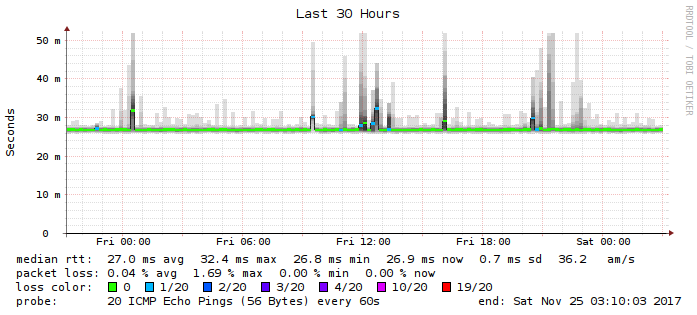 Last 30 Hours
RRDTOOL / TOBI OETIKER
Seconds
50 m
40 m
30 m
20 m
10 m
0
Fri 00:00 Fri 06:00 Fri 12:00 Fri 18:00 Sat 00:00
median rtt: 27.0 ms avg 32.4 ms max 26.8 ms min 26.9 ms now 0.7 ms sd 36.2 am/s
packet loss: 0.04 % avg 1.69 % max 0.00 % min 0.00 % now
loss color: 0 1/20 2/20 3/20 4/20 10/20 19/20
probe: 20 ICMP Echo Pings (56 Bytes) every 60s end: Sat Nov 25 03:10:03 2017